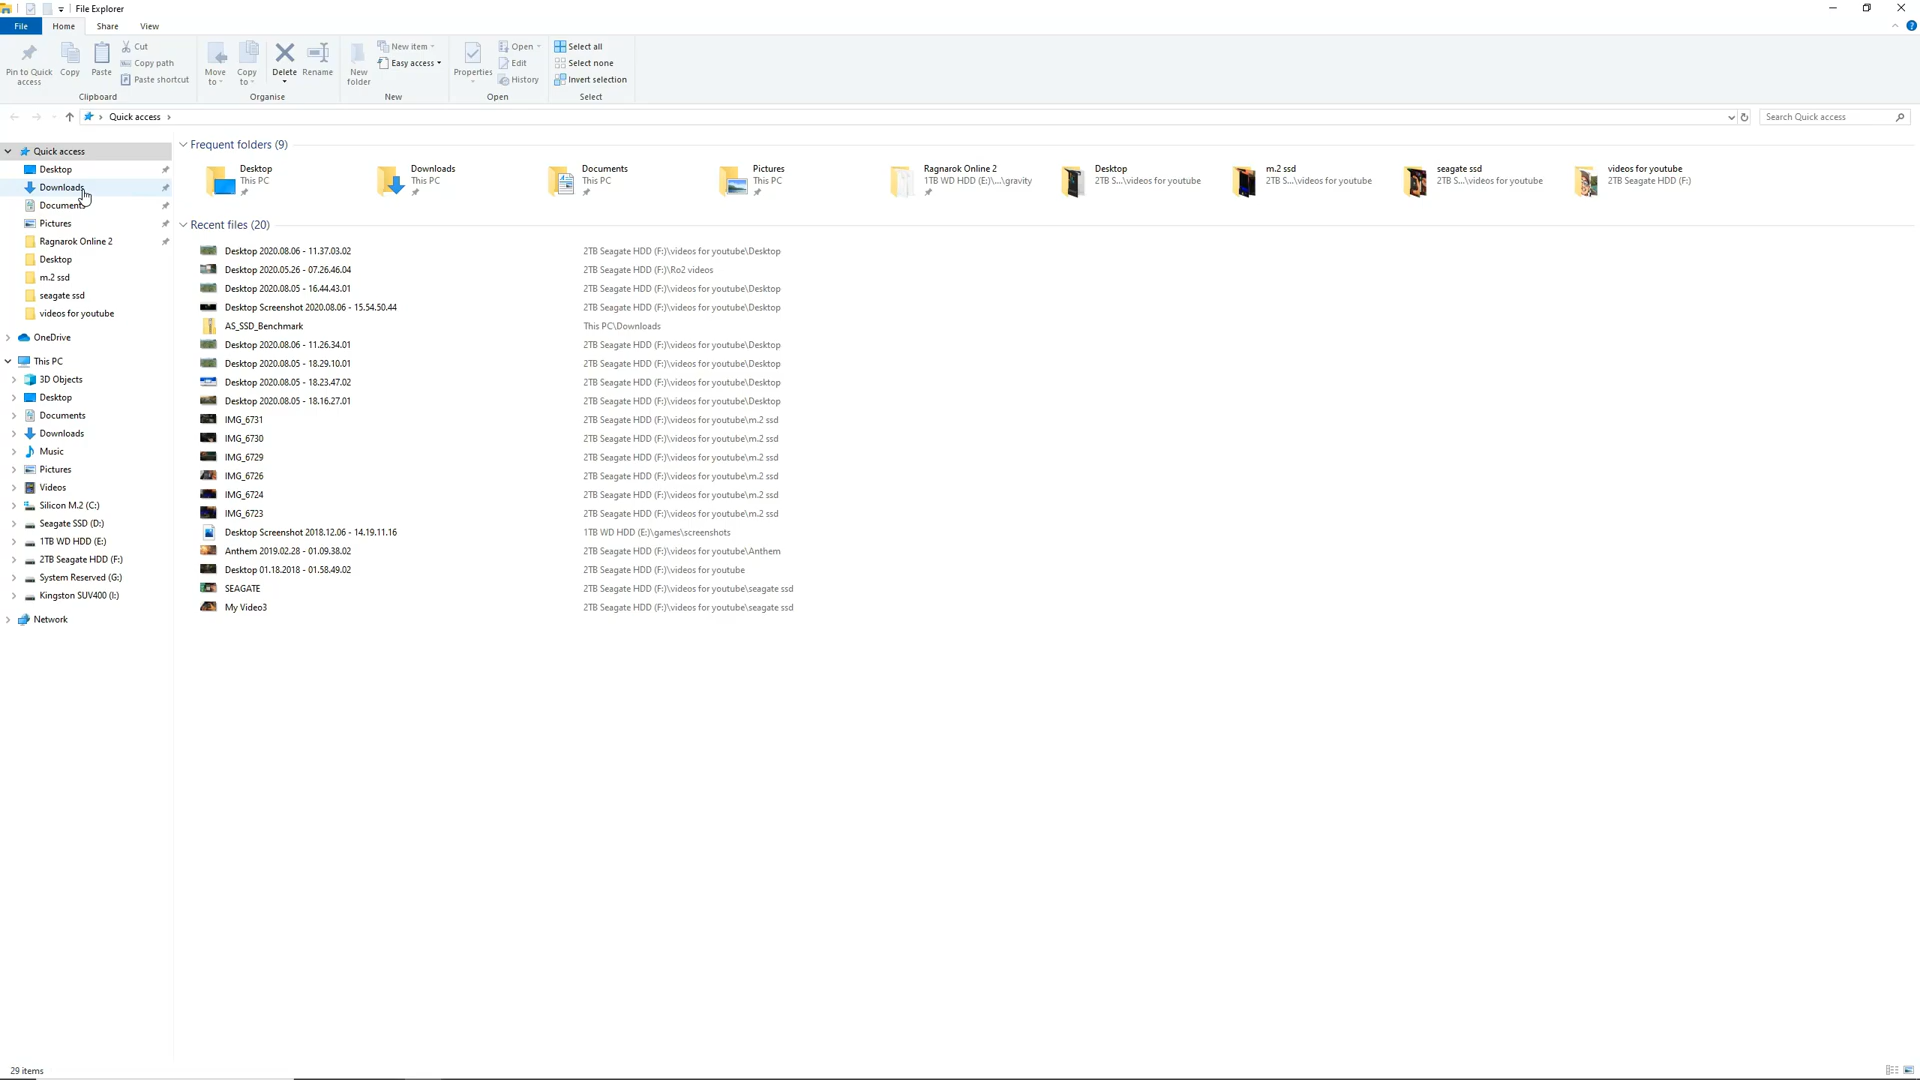 File Explorer
File Home Share View
Pin to Quick access
Copy
Paste
Cut
Copy path
Paste shortcut
Clipboard
Move to
Copy to
Delete
Rename
Organise
New folder
New item
Easy access
New
Properties
Open
Edit
History
Open
Select all
Select none
Invert selection
Select
Quick access
Search Quick access
Quick access
Desktop
Downloads
Documents
Pictures
Ragnarok Online 2
Desktop
m.2 ssd
seagate ssd
videos for youtube
OneDrive
This PC
3D Objects
Desktop
Documents
Downloads
Music
Pictures
Videos
Silicon M.2 (C:)
Seagate SSD (D:)
1TB WD HDD (E:)
2TB Seagate HDD (F:)
System Reserved (G:)
Kingston SUV400 (I:)
Network
Frequent folders (9)
Desktop
This PC
Downloads
This PC
Documents
This PC
Pictures
This PC
Ragnarok Online 2
1TB WD HDD (E:)\...\gravity
Desktop
2TB S...\videos for youtube
m.2 ssd
2TB S...\videos for youtube
seagate ssd
2TB S...\videos for youtube
videos for youtube
2TB Seagate HDD (F:)
Recent files (20)
Desktop 2020.08.06 - 11.37.03.02 2TB Seagate HDD (F:)\videos for youtube\Desktop
Desktop 2020.05.26 - 07.26.46.04 2TB Seagate HDD (F:)\Ro2 videos
Desktop 2020.08.05 - 16.44.43.01 2TB Seagate HDD (F:)\videos for youtube\Desktop
Desktop Screenshot 2020.08.06 - 15.54.50.44 2TB Seagate HDD (F:)\videos for youtube\Desktop
AS_SSD_Benchmark This PC\Downloads
Desktop 2020.08.06 - 11.26.34.01 2TB Seagate HDD (F:)\videos for youtube\Desktop
Desktop 2020.08.05 - 18.29.10.01 2TB Seagate HDD (F:)\videos for youtube\Desktop
Desktop 2020.08.05 - 18.23.47.02 2TB Seagate HDD (F:)\videos for youtube\Desktop
Desktop 2020.08.05 - 18.16.27.01 2TB Seagate HDD (F:)\videos for youtube\Desktop
IMG_6731 2TB Seagate HDD (F:)\videos for youtube\m.2 ssd
IMG_6730 2TB Seagate HDD (F:)\videos for youtube\m.2 ssd
IMG_6729 2TB Seagate HDD (F:)\videos for youtube\m.2 ssd
IMG_6726 2TB Seagate HDD (F:)\videos for youtube\m.2 ssd
IMG_6724 2TB Seagate HDD (F:)\videos for youtube\m.2 ssd
IMG_6723 2TB Seagate HDD (F:)\videos for youtube\m.2 ssd
Desktop Screenshot 2018.12.06 - 14.19.11.16 1TB WD HDD (E:)\games\screenshots
Anthem 2019.02.28 - 01.09.38.02 2TB Seagate HDD (F:)\videos for youtube\Anthem
Desktop 01.18.2018 - 01.58.49.02 2TB Seagate HDD (F:)\videos for youtube
SEAGATE 2TB Seagate HDD (F:)\videos for youtube\seagate ssd
My Video3 2TB Seagate HDD (F:)\videos for youtube\seagate ssd
29 items